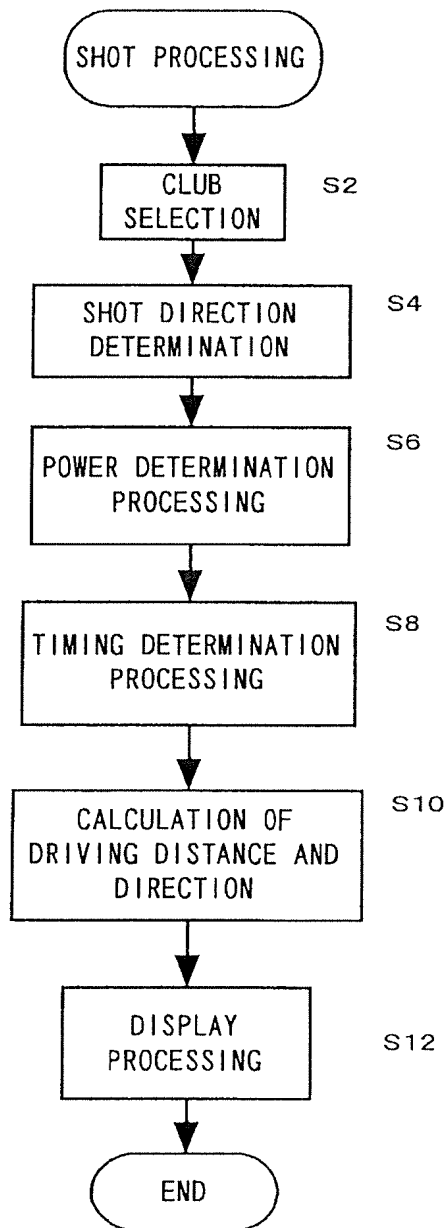 SHOT PROCESSING
CLUB
SELECTION
S2
SHOT DIRECTION
DETERMINATION
S4
POWER DETERMINATION
PROCESSING
S6
TIMING DETERMINATION
PROCESSING
S8
CALCULATION OF
DRIVING DISTANCE AND
DIRECTION
S10
DISPLAY
PROCESSING
S12
END